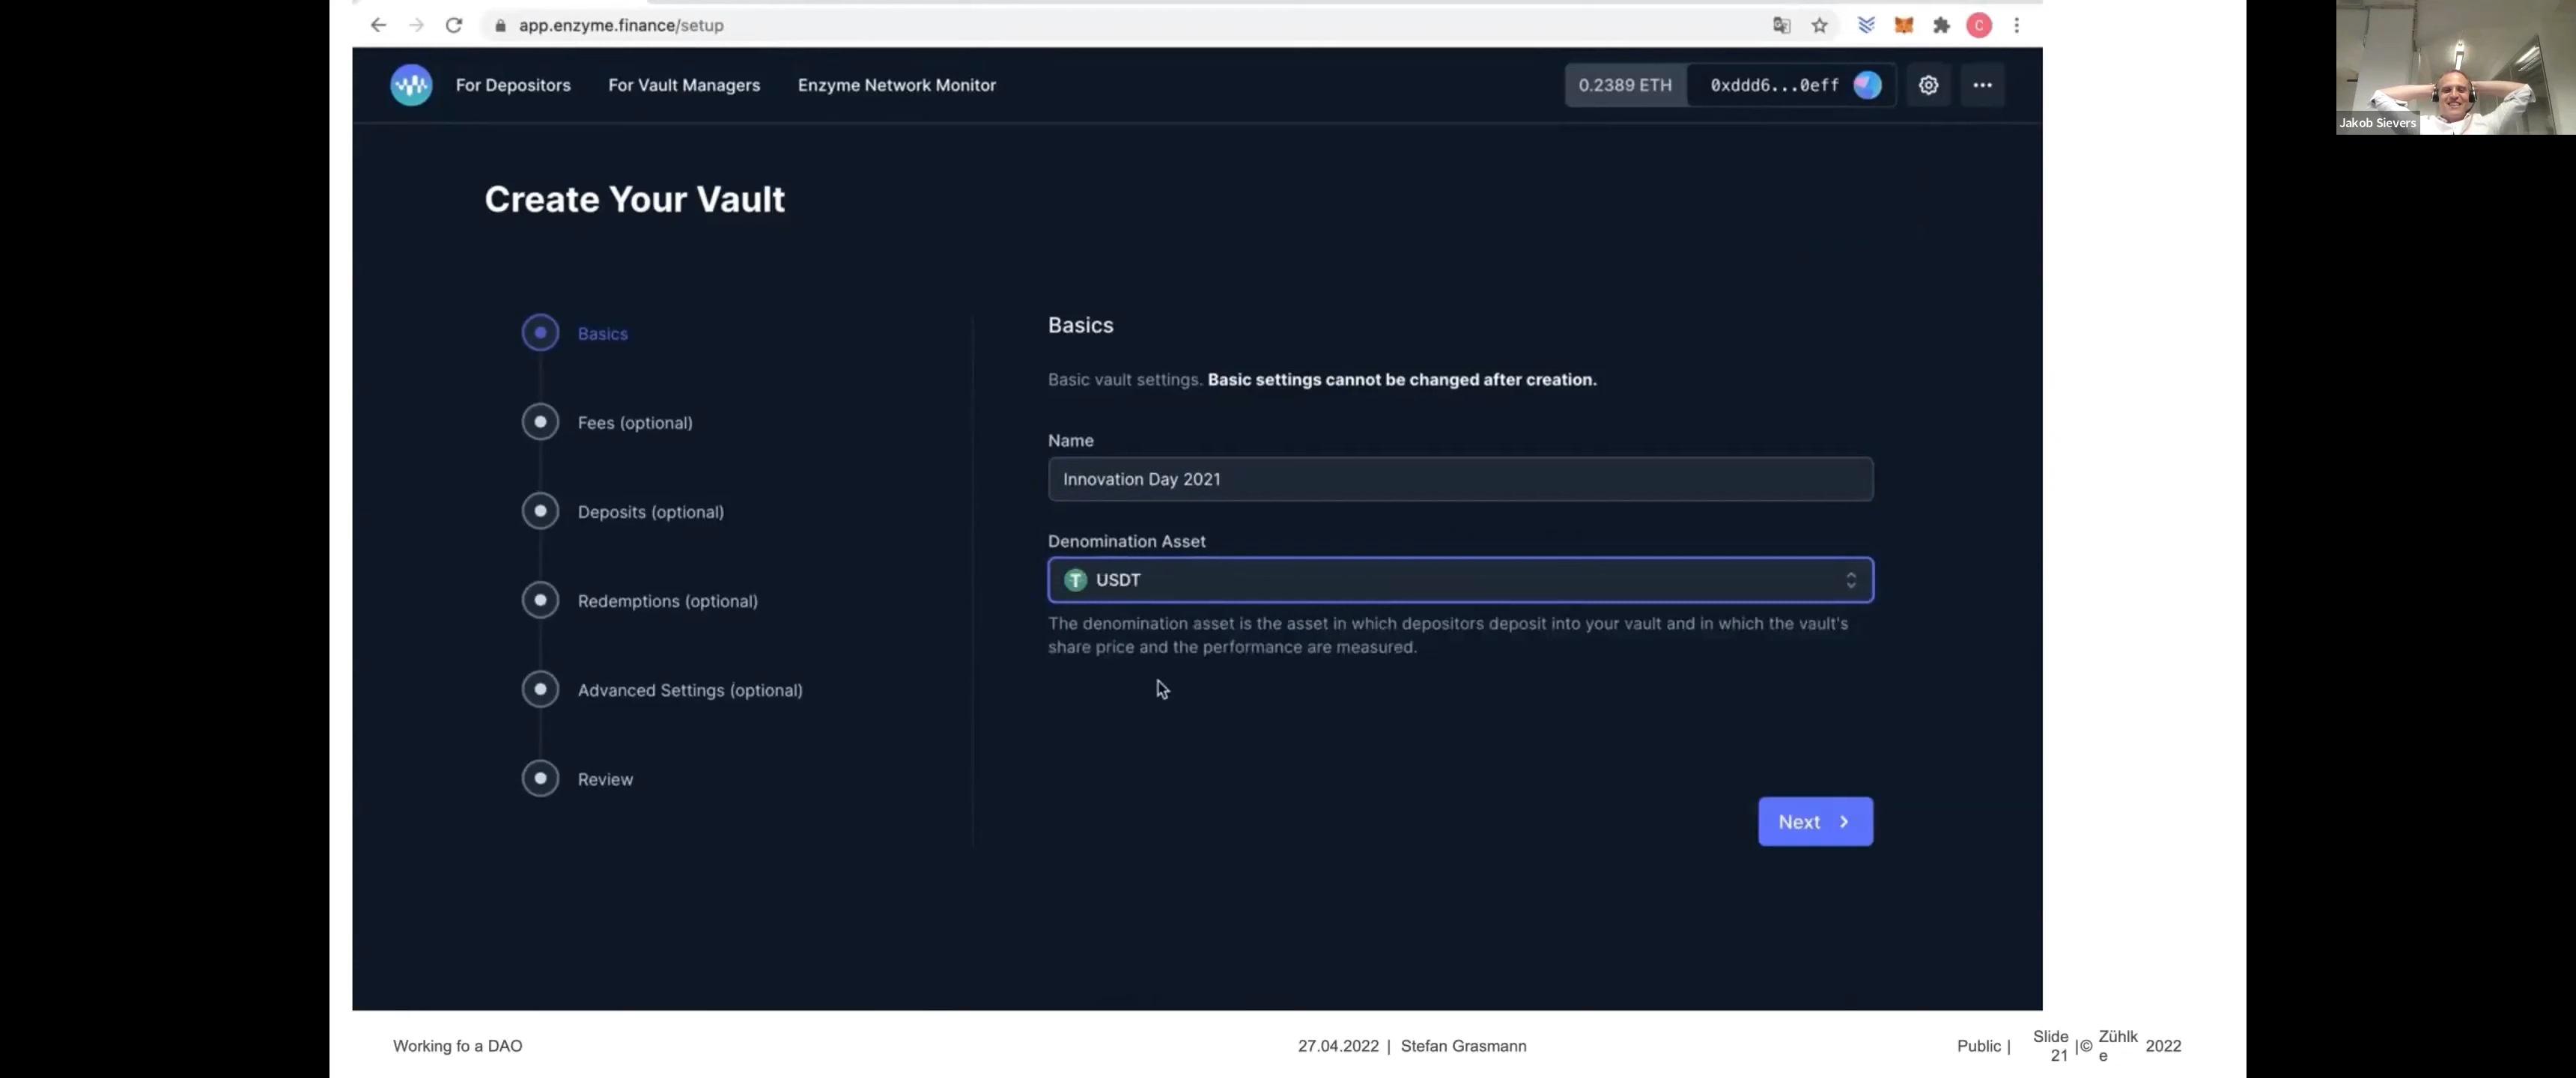 app.enzyme.finance/setup
C
For Depositors
For Vault Managers
Enzyme Network Monitor
0.2389 ETH
0xddd6...0eff
Jakob Sievers
Create Your Vault
Basics
Fees (optional)
Deposits (optional)
Redemptions (optional)
Advanced Settings (optional)
Review
Basics
Basic vault settings. Basic settings cannot be changed after creation.
Name
Innovation Day 2021
Denomination Asset
USDT
The denomination asset is the asset in which depositors deposit into your vault and in which the vault's
share price and the performance are measured.
Next
Working fo a DAO
27.04.2022 | Stefan Grasmann
Public |
Slide
21
|©
Zühlk
e
2022